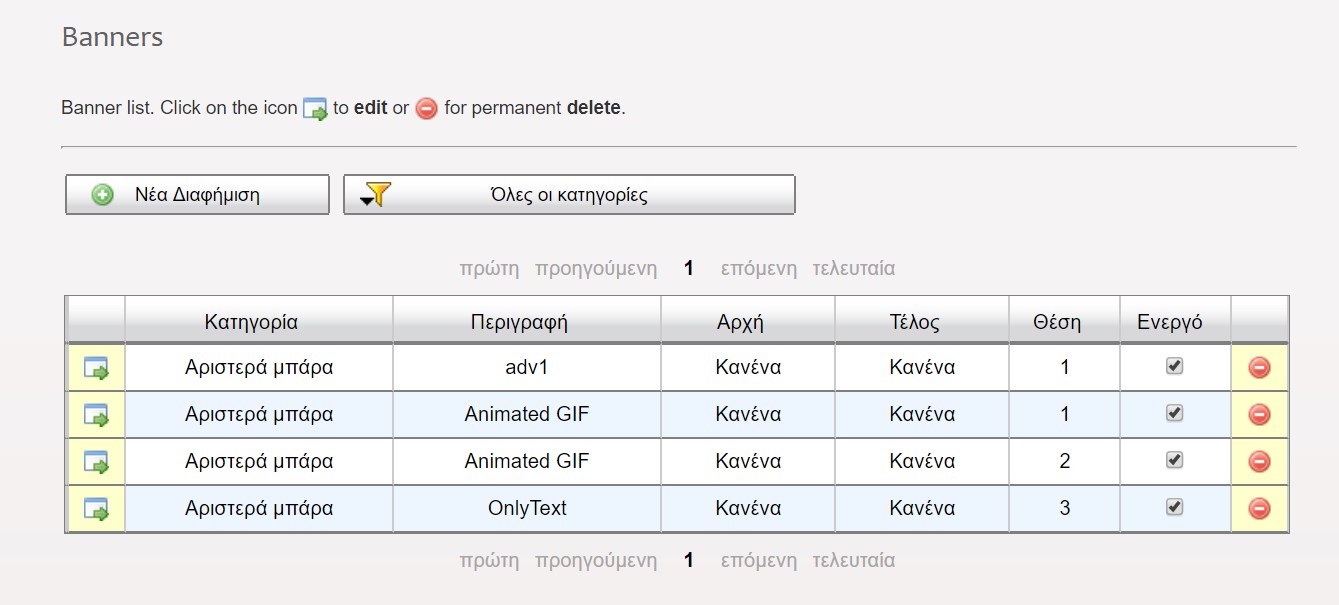 Banners
Banner list. Click on the icon to edit or for permanent delete.
Νέα Διαφήμιση Όλες οι κατηγορίες
πρώτη προηγούμενη 1 επόμενη τελευταία
Κατηγορία Περιγραφή Αρχή Τέλος Θέση Ενεργό
Αριστερά μπάρα adv1 Κανένα Κανένα 1
Αριστερά μπάρα Animated GIF Κανένα Κανένα 1
Αριστερά μπάρα Animated GIF Κανένα Κανένα 2
Αριστερά μπάρα OnlyText Κανένα Κανένα 3
πρώτη προηγούμενη 1 επόμενη τελευταία